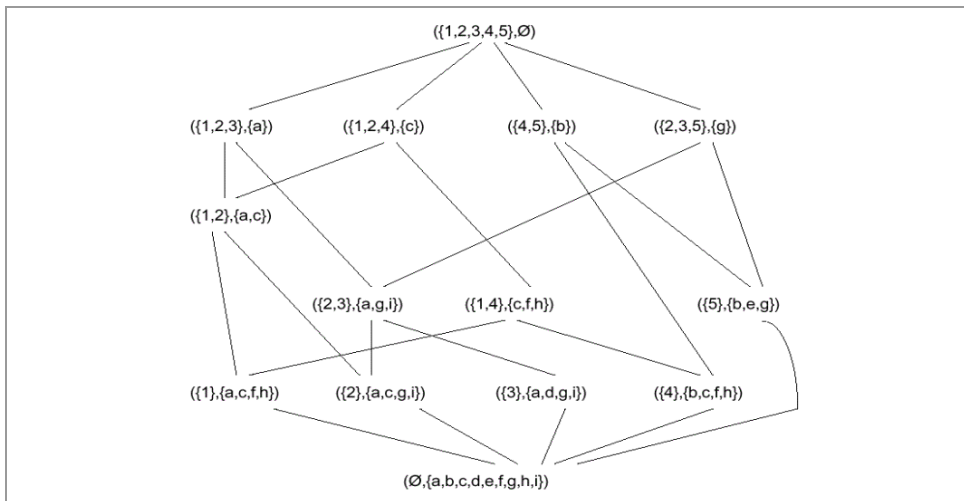 ({1,2,3,4,5},Ø)
({1,2,3},{a}) ({1,2,4},{c}) ({4,5},{b}) ({2,3,5},{g})
({1,2},{a,c})
({2,3},{a,g,i}) ({1,4},{c,f,h}) ({5},{b,e,g})
({1},{a,c,f,h}) ({2},{a,c,g,i}) ({3},{a,d,g,i}) ({4},{b,c,f,h})
(Ø,{a,b,c,d,e,f,g,h,i})